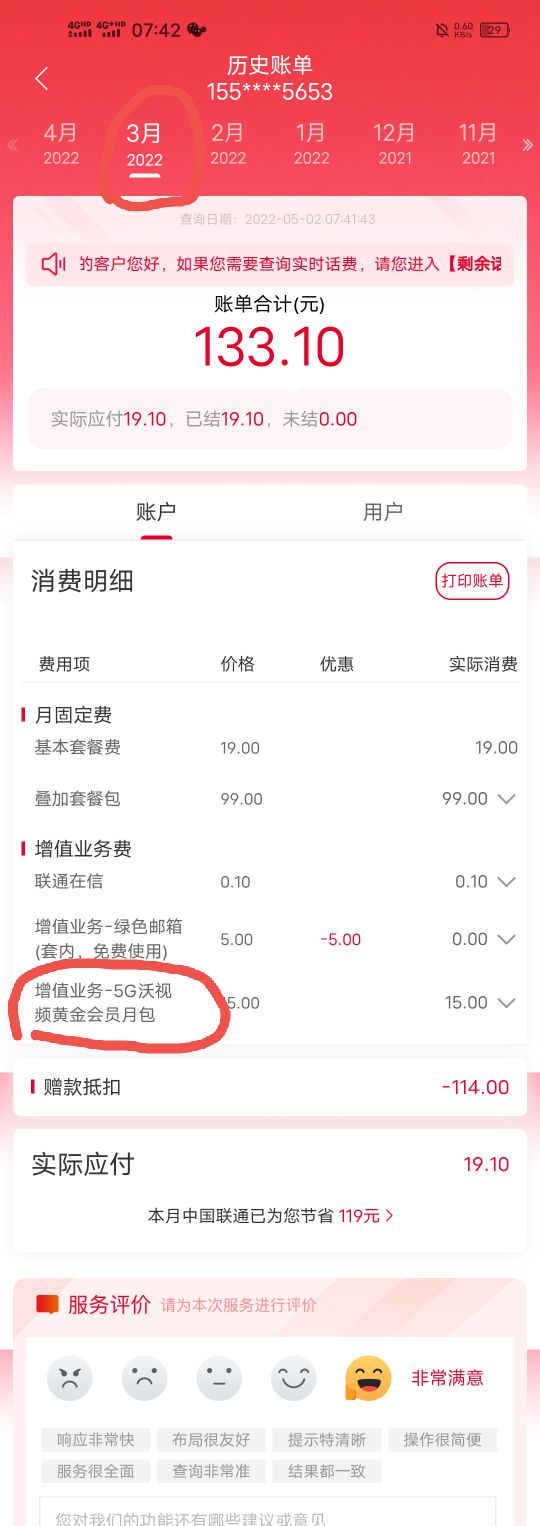 4GHD 4G+HD 07:42 0.60 KB/s 29
历史账单
155****5653
4月 3月 2月 1月 12月 11月
2022 2022 2022 2022 2021 2021
查询日期：2022-05-02 07:41:43
的客户您好，如果您需要查询实时话费，请您进入【剩余话
账单合计(元)
133.10
实际应付19.10，已结19.10，未结0.00
账户 用户
消费明细 打印账单
费用项 价格 优惠 实际消费
月固定费
基本套餐费 19.00 19.00
叠加套餐包 99.00 99.00
增值业务费
联通在信 0.10 0.10
增值业务-绿色邮箱
(套内，免费使用) 5.00 -5.00 0.00
增值业务-5G沃视
频黄金会员月包 5.00 15.00
赠款抵扣 -114.00
实际应付 19.10
本月中国联通已为您节省 119元
服务评价 请为本次服务进行评价
非常满意
响应非常快 布局很友好 提示特清晰 操作很简便
服务很全面 查询非常准 结果都一致
您对我们的功能还有哪些建议或意见